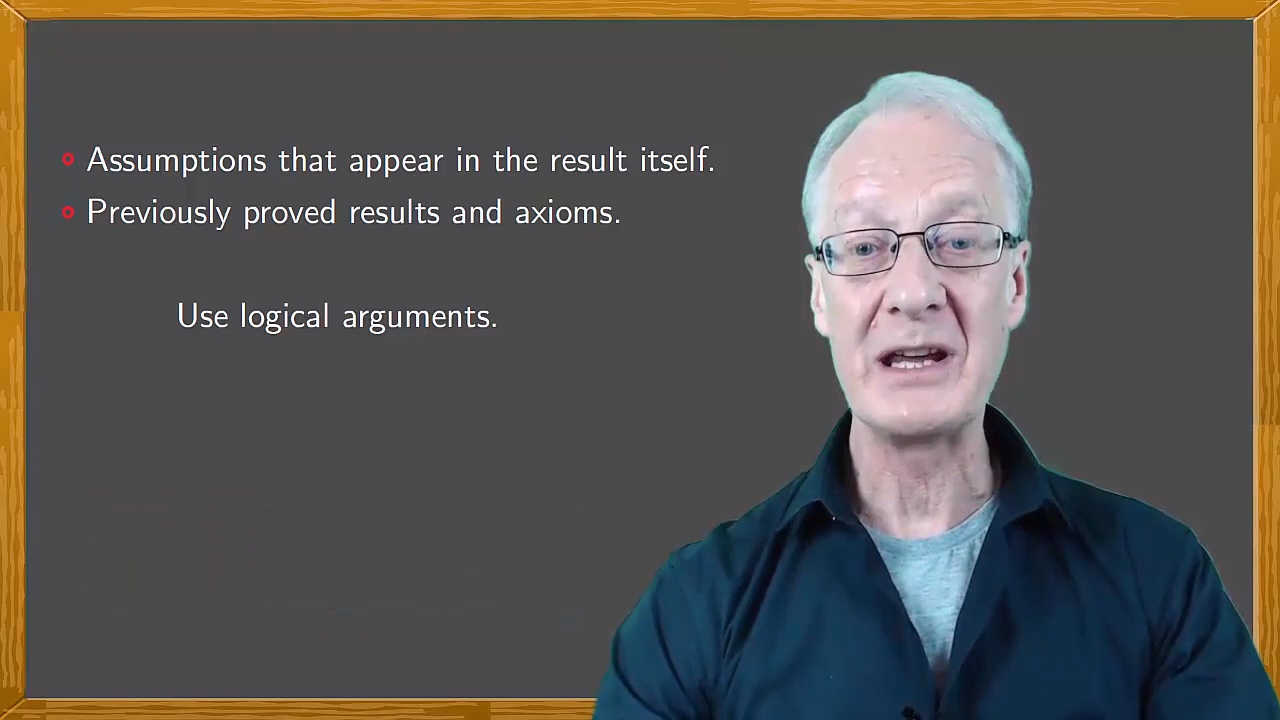 Assumptions that appear in the result itself.
Previously proved results and axioms.
Use logical arguments.